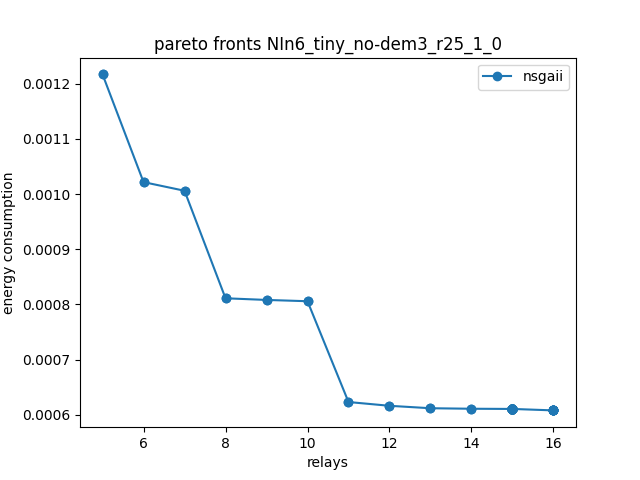 pareto fronts NIn6_tiny_no-dem3_r25_1_0
nsgaii
energy consumption
0.0012
0.0011
0.0010
0.0009
0.0008
0.0007
0.0006
6 8 10 12 14 16
relays